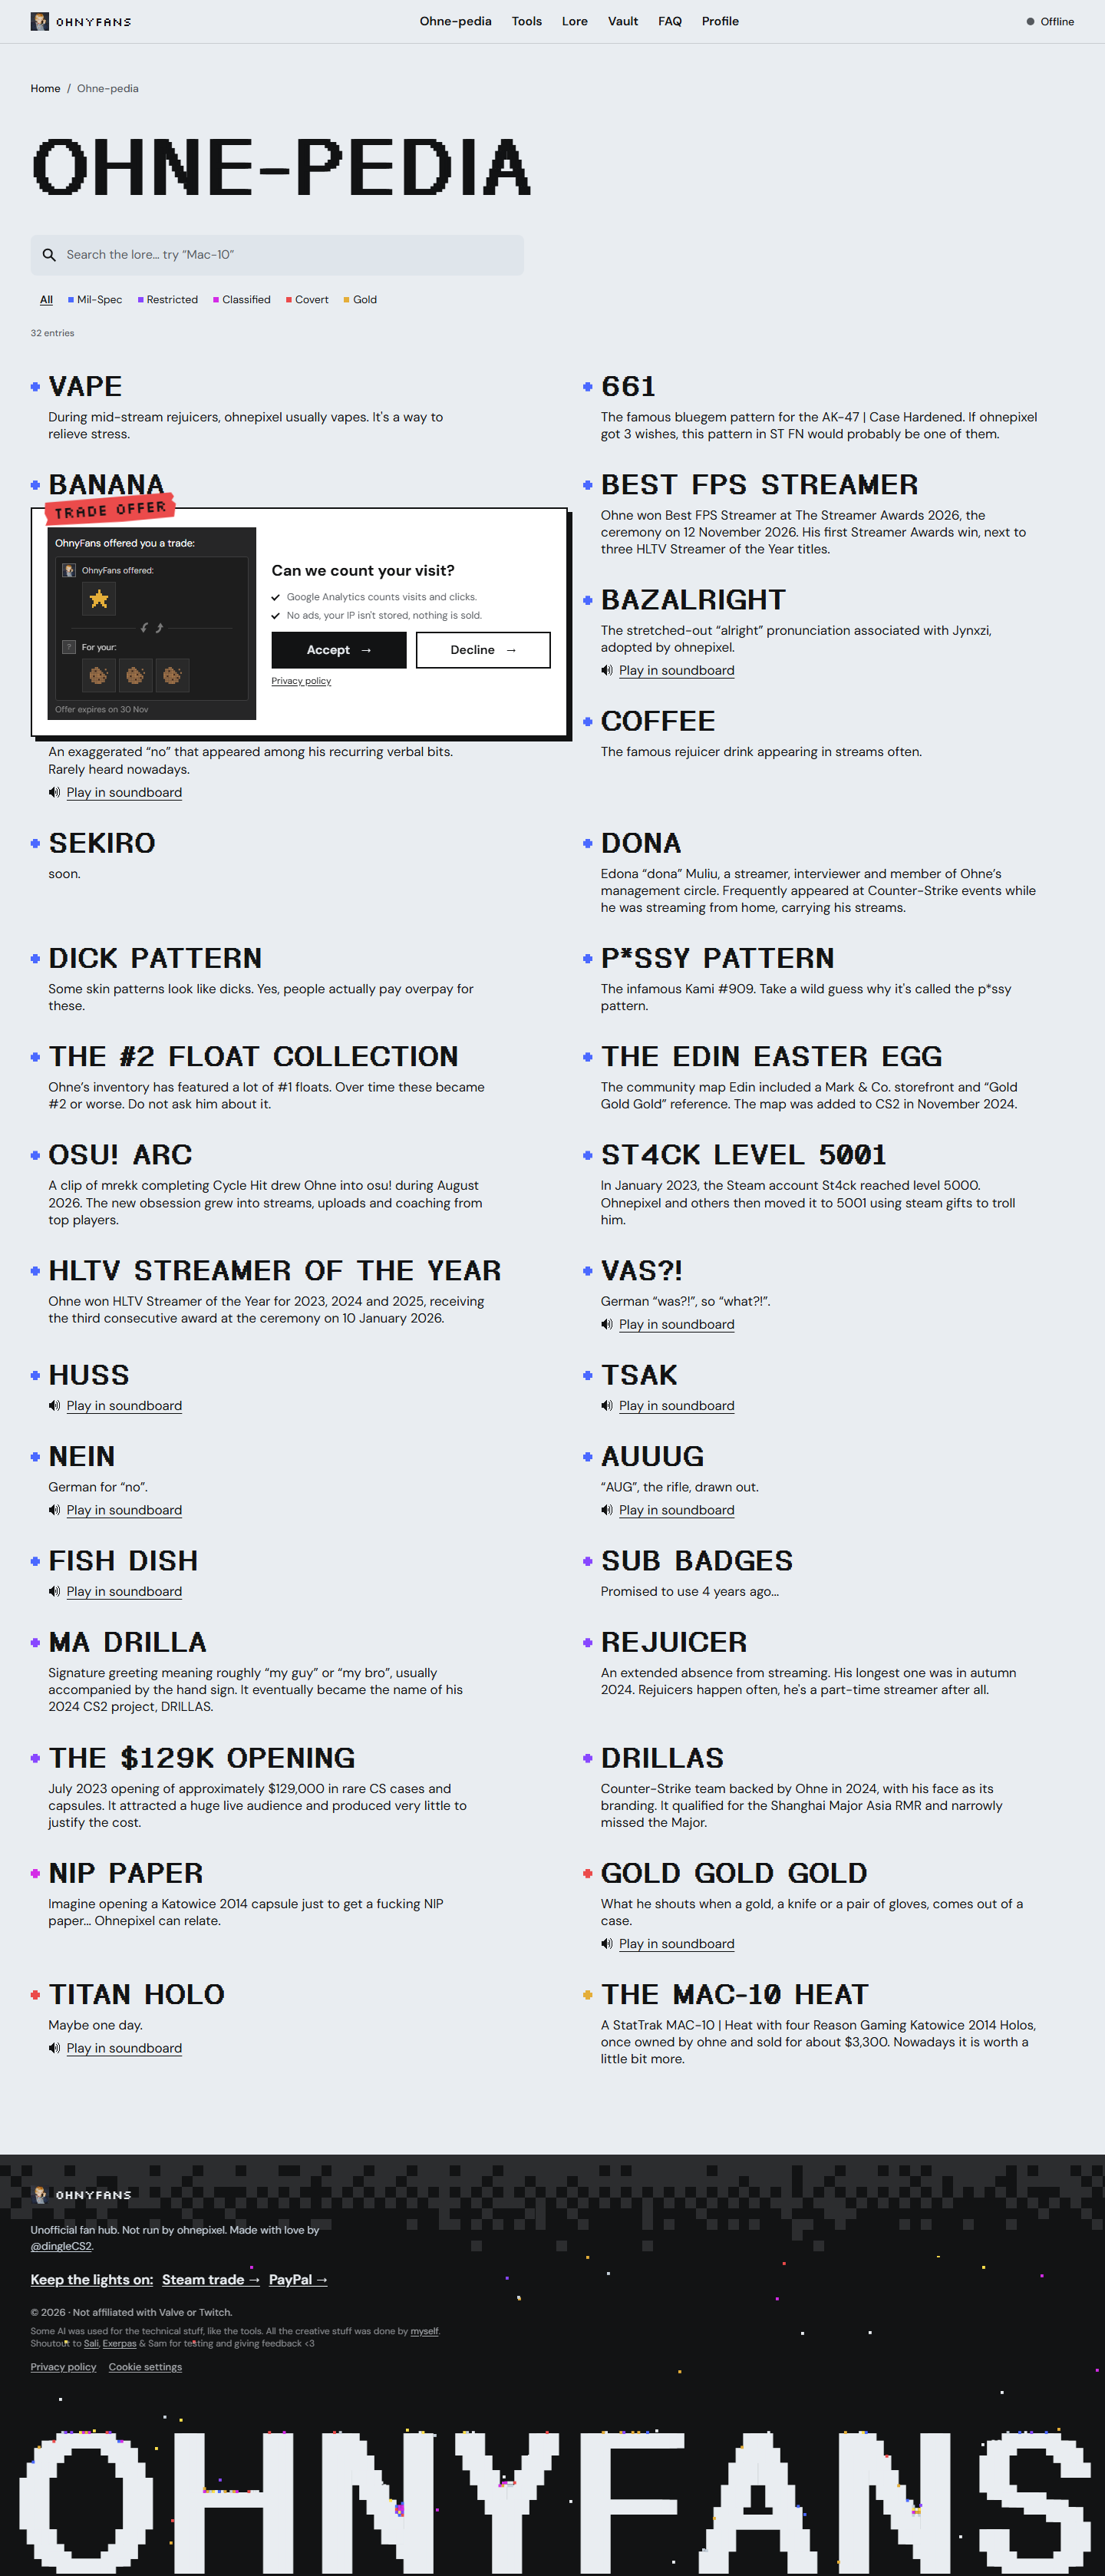 OHNYFANS
Ohne-pedia Tools Lore Vault FAQ Profile
Offline
Home / Ohne-pedia
OHNE-PEDIA
Search the lore... try “Mac-10”
All Mil-Spec Restricted Classified Covert Gold
32 entries
VAPE
During mid-stream rejuicers, ohnepixel usually vapes. It's a way to
relieve stress.
661
The famous bluegem pattern for the AK-47 | Case Hardened. If ohnepixel
got 3 wishes, this pattern in ST FN would probably be one of them.
BANANA
BEST FPS STREAMER
Ohne won Best FPS Streamer at The Streamer Awards 2026, the
ceremony on 12 November 2026. His first Streamer Awards win, next to
three HLTV Streamer of the Year titles.
TRADE OFFER
OhnyFans offered you a trade:
OhnyFans offered:
For your:
Offer expires on 30 Nov
Can we count your visit?
Google Analytics counts visits and clicks.
No ads, your IP isn't stored, nothing is sold.
Accept →
Decline →
Privacy policy
BAZALRIGHT
The stretched-out “alright” pronunciation associated with Jynxzi,
adopted by ohnepixel.
Play in soundboard
An exaggerated “no” that appeared among his recurring verbal bits.
Rarely heard nowadays.
Play in soundboard
COFFEE
The famous rejuicer drink appearing in streams often.
SEKIRO
soon.
DONA
Edona “dona” Muliu, a streamer, interviewer and member of Ohne’s
management circle. Frequently appeared at Counter-Strike events while
he was streaming from home, carrying his streams.
DICK PATTERN
Some skin patterns look like dicks. Yes, people actually pay overpay for
these.
P*SSY PATTERN
The infamous Kami #909. Take a wild guess why it's called the p*ssy
pattern.
THE #2 FLOAT COLLECTION
Ohne’s inventory has featured a lot of #1 floats. Over time these became
#2 or worse. Do not ask him about it.
THE EDIN EASTER EGG
The community map Edin included a Mark & Co. storefront and “Gold
Gold Gold” reference. The map was added to CS2 in November 2024.
OSU! ARC
A clip of mrekk completing Cycle Hit drew Ohne into osu! during August
2026. The new obsession grew into streams, uploads and coaching from
top players.
ST4CK LEVEL 5001
In January 2023, the Steam account St4ck reached level 5000.
Ohnepixel and others then moved it to 5001 using steam gifts to troll
him.
HLTV STREAMER OF THE YEAR
Ohne won HLTV Streamer of the Year for 2023, 2024 and 2025, receiving
the third consecutive award at the ceremony on 10 January 2026.
VAS?!
German “was?!”, so “what?!”.
Play in soundboard
HUSS
Play in soundboard
TSAK
Play in soundboard
NEIN
German for “no”.
Play in soundboard
AUUUG
“AUG”, the rifle, drawn out.
Play in soundboard
FISH DISH
Play in soundboard
SUB BADGES
Promised to use 4 years ago...
MA DRILLA
Signature greeting meaning roughly “my guy” or “my bro”, usually
accompanied by the hand sign. It eventually became the name of his
2024 CS2 project, DRILLAS.
REJUICER
An extended absence from streaming. His longest one was in autumn
2024. Rejuicers happen often, he's a part-time streamer after all.
THE $129K OPENING
July 2023 opening of approximately $129,000 in rare CS cases and
capsules. It attracted a huge live audience and produced very little to
justify the cost.
DRILLAS
Counter-Strike team backed by Ohne in 2024, with his face as its
branding. It qualified for the Shanghai Major Asia RMR and narrowly
missed the Major.
NIP PAPER
Imagine opening a Katowice 2014 capsule just to get a fucking NIP
paper... Ohnepixel can relate.
GOLD GOLD GOLD
What he shouts when a gold, a knife or a pair of gloves, comes out of a
case.
Play in soundboard
TITAN HOLO
Maybe one day.
Play in soundboard
THE MAC-10 HEAT
A StatTrak MAC-10 | Heat with four Reason Gaming Katowice 2014 Holos,
once owned by ohne and sold for about $3,300. Nowadays it is worth a
little bit more.
OHNYFANS
Unofficial fan hub. Not run by ohnepixel. Made with love by
@dingleCS2.
Keep the lights on: Steam trade → PayPal →
© 2026 · Not affiliated with Valve or Twitch.
Some AI was used for the technical stuff, like the tools. All the creative stuff was done by myself.
Shoutout to Sali, Exerpas & Sam for testing and giving feedback <3
Privacy policy Cookie settings
OHNYFANS